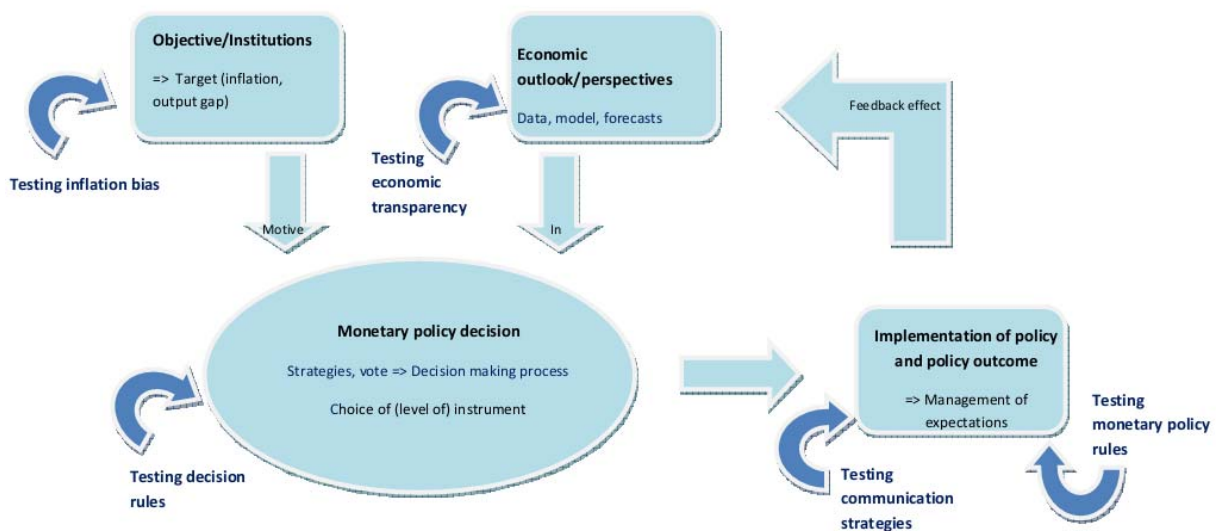 Objective/Institutions
=> Target (inflation,
output gap)
Testing inflation bias
Economic
outlook/perspectives
Data, model, forecasts
Testing
economic
transparency
Feedback effect
Motive
In
Monetary policy decision
Strategies, vote => Decision making process
Choice of (level of) instrument
Testing decision
rules
Implementation of policy
and policy outcome
=> Management of
expectations
Testing
communication
strategies
Testing
monetary policy
rules